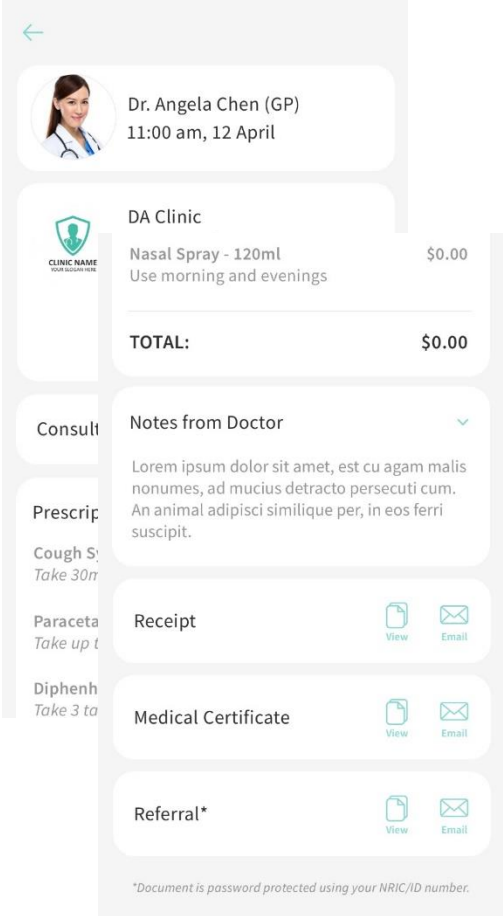 Dr. Angela Chen (GP)
11:00 am, 12 April
DA Clinic
CLINIC NAME
YOUR SLOGAN HERE
Nasal Spray - 120ml $0.00
Use morning and evenings
TOTAL: $0.00
Consult
Prescrip
Cough Sy
Take 30m
Paraceta
Take up t
Diphenh
Take 3 ta
Notes from Doctor
Lorem ipsum dolor sit amet, est cu agam malis
nonumes, ad mucius detracto persecuti cum.
An animal adipisci similique per, in eos ferri
suscipit.
Receipt View Email
Medical Certificate View Email
Referral* View Email
*Document is password protected using your NRIC/ID number.